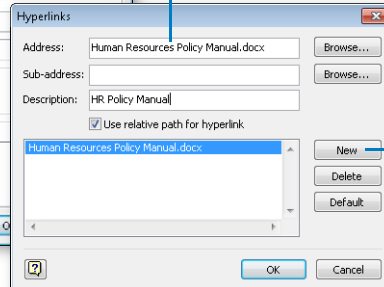 Hyperlinks
Address: Human Resources Policy Manual.docx Browse...
Sub-address: Browse...
Description: HR Policy Manual
Use relative path for hyperlink
Human Resources Policy Manual.docx New
Delete
Default
OK Cancel